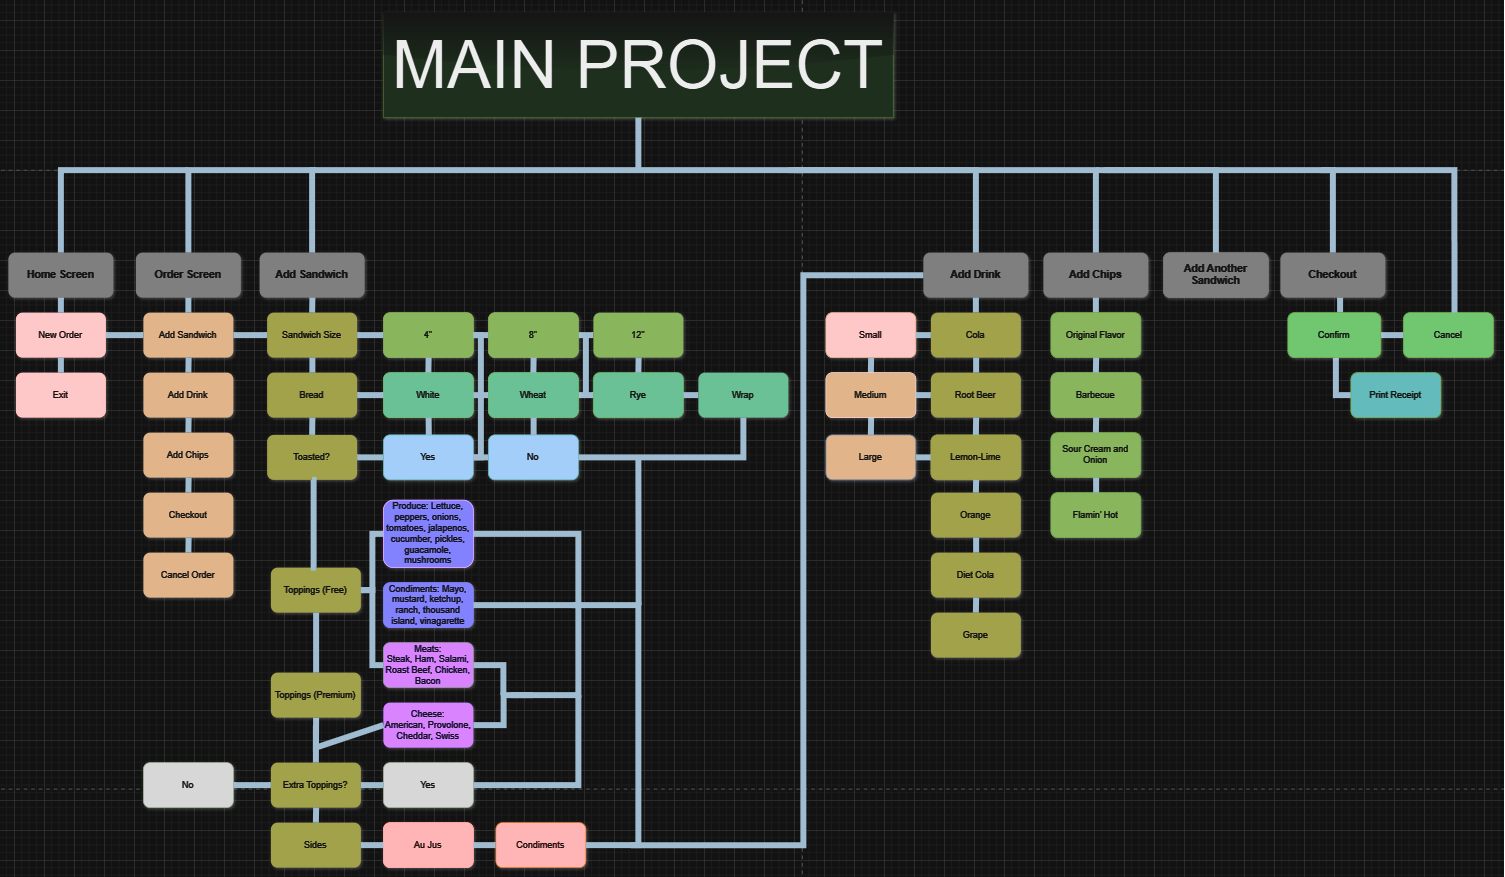 MAIN PROJECT
Home Screen
Order Screen
Add Sandwich
Add Drink
Add Chips
Add Another
Sandwich
Checkout
New Order
Add Sandwich
Sandwich Size
4"
8"
12"
Small
Cola
Original Flavor
Confirm
Cancel
Exit
Add Drink
Bread
White
Wheat
Rye
Wrap
Medium
Root Beer
Barbecue
Print Receipt
Add Chips
Toasted?
Yes
No
Large
Lemon-Lime
Sour Cream and
Onion
Checkout
Produce: Lettuce,
peppers, onions,
tomatoes, jalapenos,
cucumber, pickles,
guacamole,
mushrooms
Orange
Flamin' Hot
Cancel Order
Toppings (Free)
Condiments: Mayo,
mustard, ketchup,
ranch, thousand
island, vinagarette
Diet Cola
Grape
Meats:
Steak, Ham, Salami,
Roast Beef, Chicken,
Bacon
Toppings (Premium)
Cheese:
American, Provolone,
Cheddar, Swiss
No
Extra Toppings?
Yes
Sides
Au Jus
Condiments